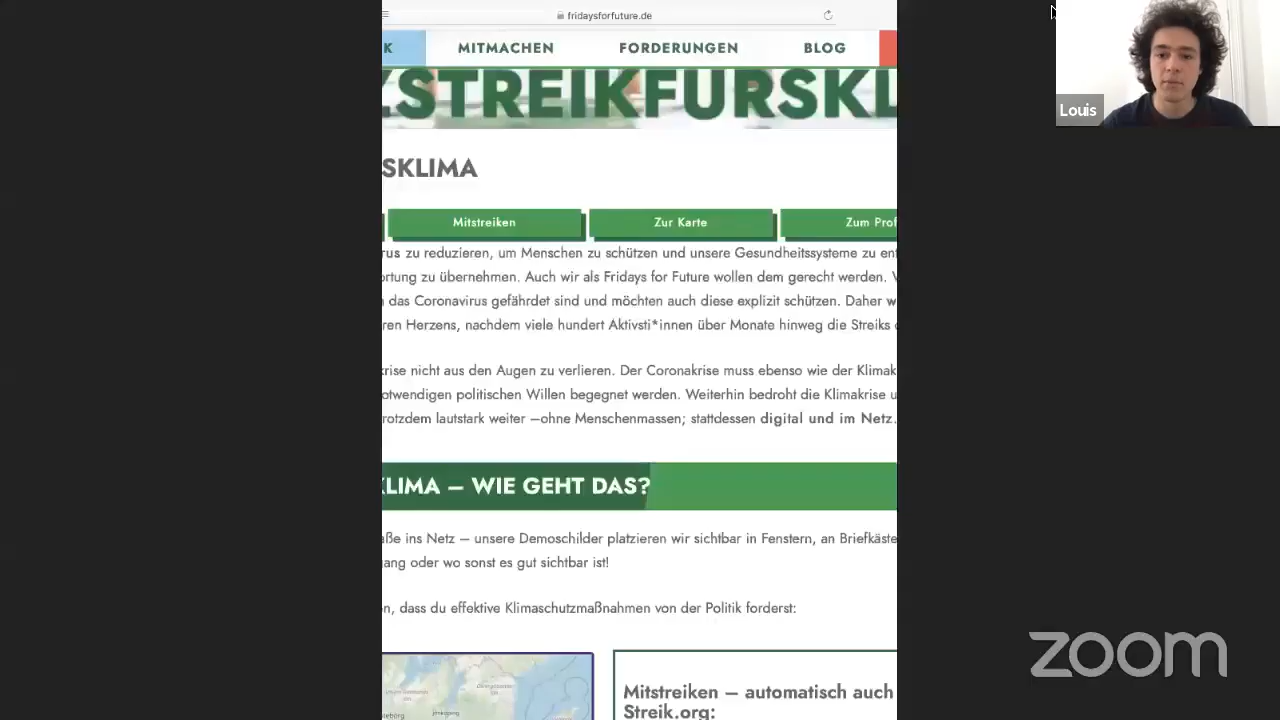 fridaysforfuture.de
K MITMACHEN FORDERUNGEN BLOG
STREIKFURSKL
SKLIMA
Mitstreiken Zur Karte Zum Prof
rus zu reduzieren, um Menschen zu schützen und unsere Gesundheitssysteme zu ent
ortung zu übernehmen. Auch wir als Fridays for Future wollen dem gerecht werden. V
das Coronavirus gefährdet sind und möchten auch diese explizit schützen. Daher w
ren Herzens, nachdem viele hundert Aktivsti*innen über Monate hinweg die Streiks
krise nicht aus den Augen zu verlieren. Der Coronakrise muss ebenso wie der Klimak
otwendigen politischen Willen begegnet werden. Weiterhin bedroht die Klimakrise u
rotzdem lautstark weiter –ohne Menschenmassen; stattdessen digital und im Netz.
KLIMA – WIE GEHT DAS?
aße ins Netz – unsere Demoschilder platzieren wir sichtbar in Fenstern, an Briefkäste
ang oder wo sonst es gut sichtbar ist!
n, dass du effektive Klimaschutzmaßnahmen von der Politik forderst:
Mitstreiken – automatisch auch
Streik.org:
Louis
zoom